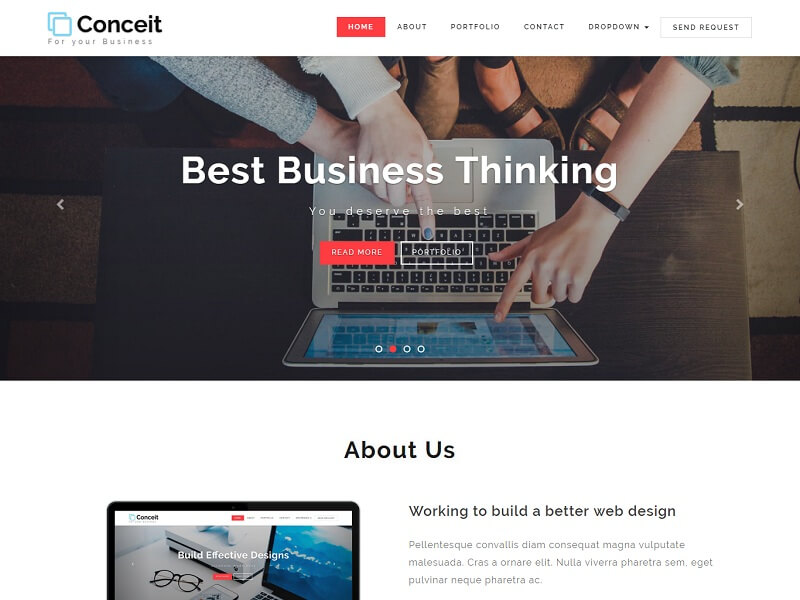 Conceit
For your Business
HOME ABOUT PORTFOLIO CONTACT DROPDOWN SEND REQUEST
Best Business Thinking
You deserve the best
READ MORE PORTFOLIO
About Us
Conceit
Build Effective Designs
Working to build a better web design
Pellentesque convallis diam consequat magna vulputate
malesuada. Cras a ornare elit. Nulla viverra pharetra sem, eget
pulvinar neque pharetra ac.